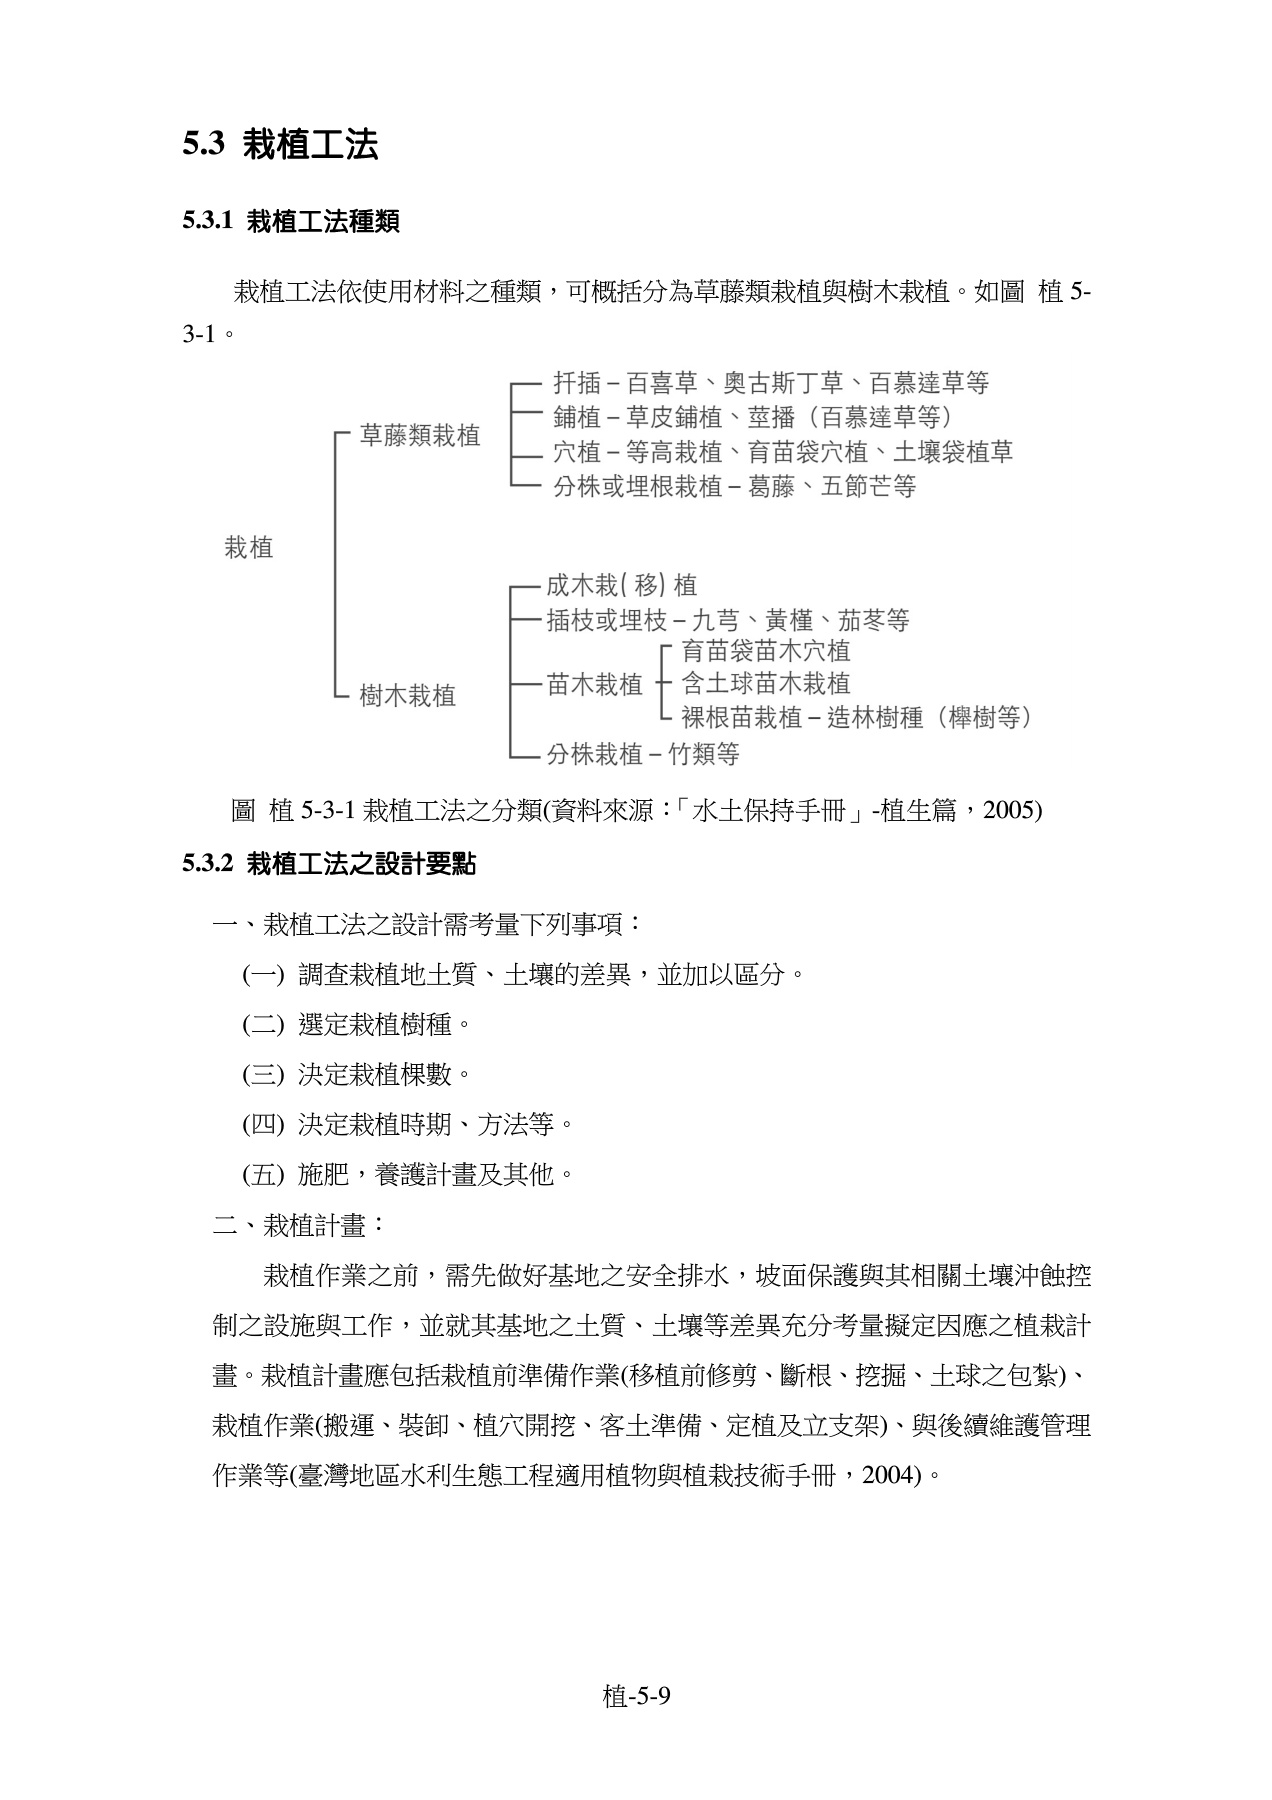 5.3 栽植工法
5.3.1 栽植工法種類
栽植工法依使用材料之種類，可概括分為草藤類栽植與樹木栽植。如圖 植 5-
3-1。
扦插 – 百喜草、奧古斯丁草、百慕達草等
鋪植 – 草皮鋪植、莖播（百慕達草等）
草藤類栽植
穴植 – 等高栽植、育苗袋穴植、土壤袋植草
分株或埋根栽植 – 葛藤、五節芒等
栽植
成木栽( 移) 植
插枝或埋枝 – 九芎、黃槿、茄苳等
育苗袋苗木穴植
苗木栽植
含土球苗木栽植
樹木栽植
裸根苗栽植 – 造林樹種（櫸樹等）
分株栽植 – 竹類等
圖 植 5-3-1 栽植工法之分類(資料來源：「水土保持手冊」-植生篇，2005)
5.3.2 栽植工法之設計要點
一、栽植工法之設計需考量下列事項：
(一) 調查栽植地土質、土壤的差異，並加以區分。
(二) 選定栽植樹種。
(三) 決定栽植棵數。
(四) 決定栽植時期、方法等。
(五) 施肥，養護計畫及其他。
二、栽植計畫：
栽植作業之前，需先做好基地之安全排水，坡面保護與其相關土壤沖蝕控
制之設施與工作，並就其基地之土質、土壤等差異充分考量擬定因應之植栽計
畫。栽植計畫應包括栽植前準備作業(移植前修剪、斷根、挖掘、土球之包紮)、
栽植作業(搬運、裝卸、植穴開挖、客土準備、定植及立支架)、與後續維護管理
作業等(臺灣地區水利生態工程適用植物與植栽技術手冊，2004)。
植-5-9